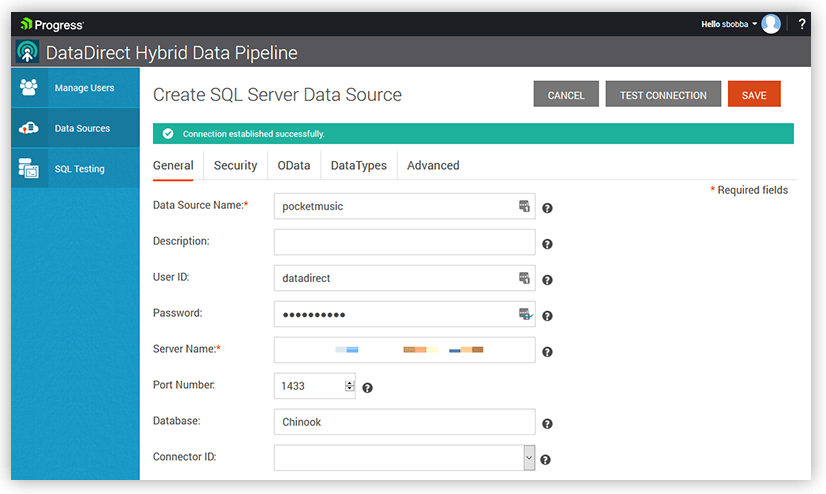 Progress
Hello sbobba ?
DataDirect Hybrid Data Pipeline
Manage Users
Data Sources
SQL Testing
Create SQL Server Data Source
CANCEL
TEST CONNECTION
SAVE
Connection established successfully.
General
Security
OData
DataTypes
Advanced
* Required fields
Data Source Name:* pocketmusic ?
Description: ?
User ID: datadirect ?
Password: •••••••••• ?
Server Name:* ?
Port Number: 1433 ?
Database: Chinook ?
Connector ID: ?